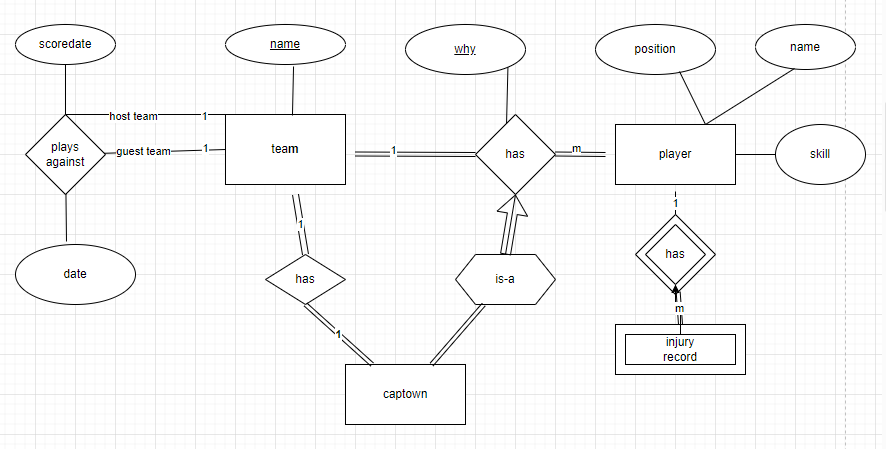 scoredate
name
why
position
name
host team
1
plays
against
guest team
1
team
1
has
m
player
skill
1
1
has
date
has
is-a
m
1
injury
record
captown